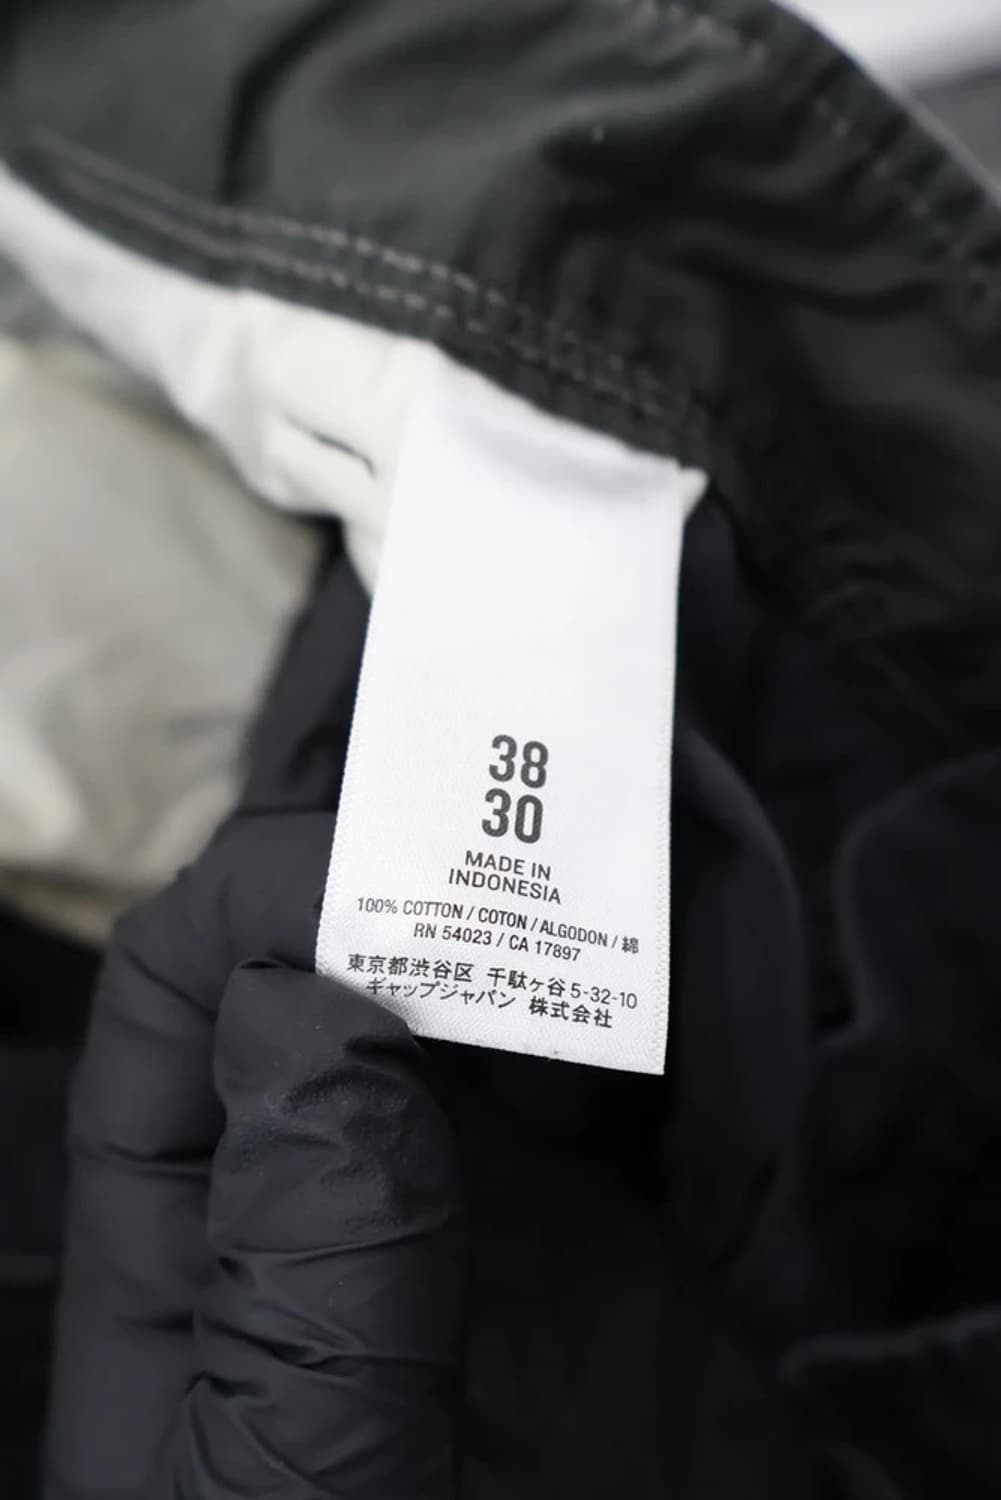 38
30
MADE IN
INDONESIA
100% COTTON / COTON / ALGODON / 綿
RN 54023 / CA 17897
東京都渋谷区 千駄ヶ谷 5-32-10
ギャップジャパン 株式会社